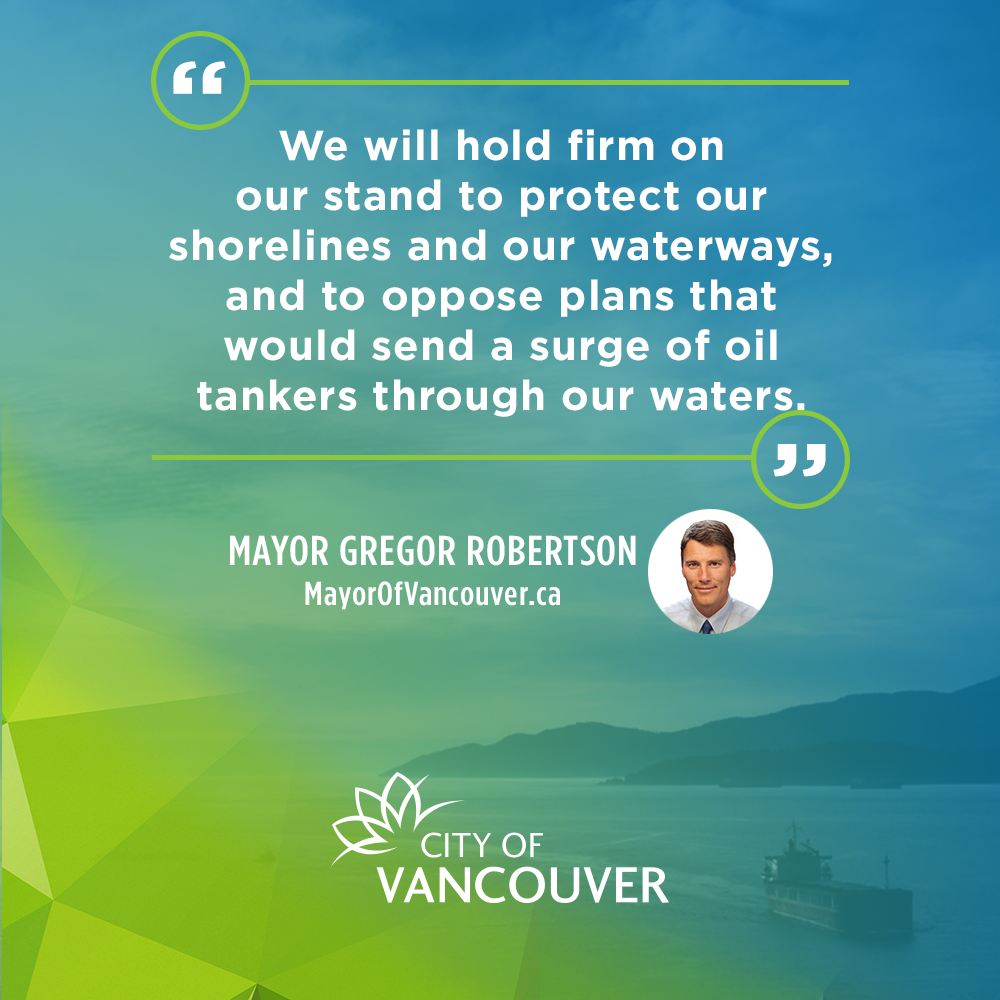 “
We will hold firm on
our stand to protect our
shorelines and our waterways,
and to oppose plans that
would send a surge of oil
tankers through our waters.
”
MAYOR GREGOR ROBERTSON
MayorOfVancouver.ca
CITY OF
VANCOUVER